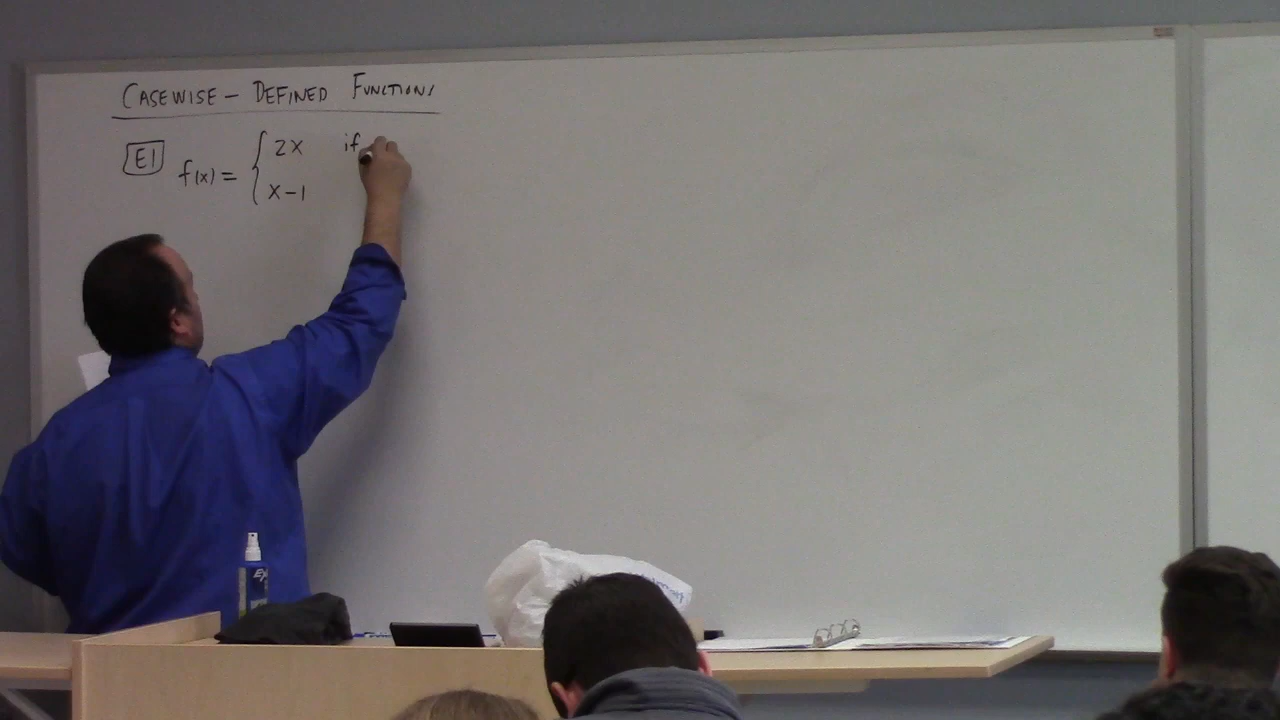 CASEWISE - DEFINED FUNCTIONS
E1 f(x) = { 2x if
x-1